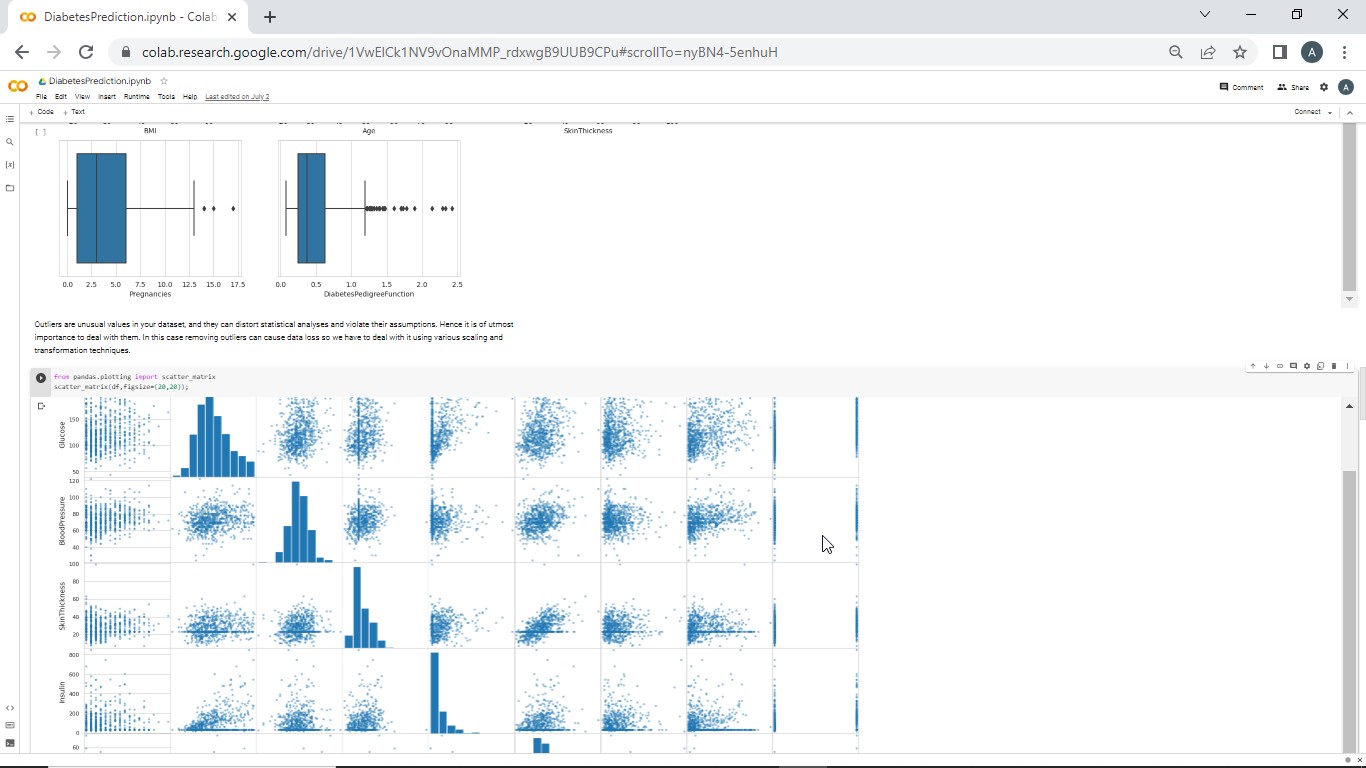 DiabetesPrediction.ipynb - Colab
colab.research.google.com/drive/1VwElCk1NV9vOnaMMP_rdxwgB9UUB9CPu#scrollTo=nyBN4-5enhuH
A
DiabetesPrediction.ipynb
File Edit View Insert Runtime Tools Help Last edited on July 2
Comment Share A
+ Code + Text
Connect
[ ]
BMI Age SkinThickness
0.0 2.5 5.0 7.5 10.0 12.5 15.0 17.5
Pregnancies
0.0 0.5 1.0 1.5 2.0 2.5
DiabetesPedigreeFunction
Outliers are unusual values in your dataset, and they can distort statistical analyses and violate their assumptions. Hence it is of utmost
importance to deal with them. In this case removing outliers can cause data loss so we have to deal with it using various scaling and
transformation techniques.
from pandas.plotting import scatter_matrix
scatter_matrix(df,figsize=(20,20));
Glucose
150
100
50
BloodPressure
120
100
80
60
40
SkinThickness
100
80
60
40
20
Insulin
800
600
400
200
0
60